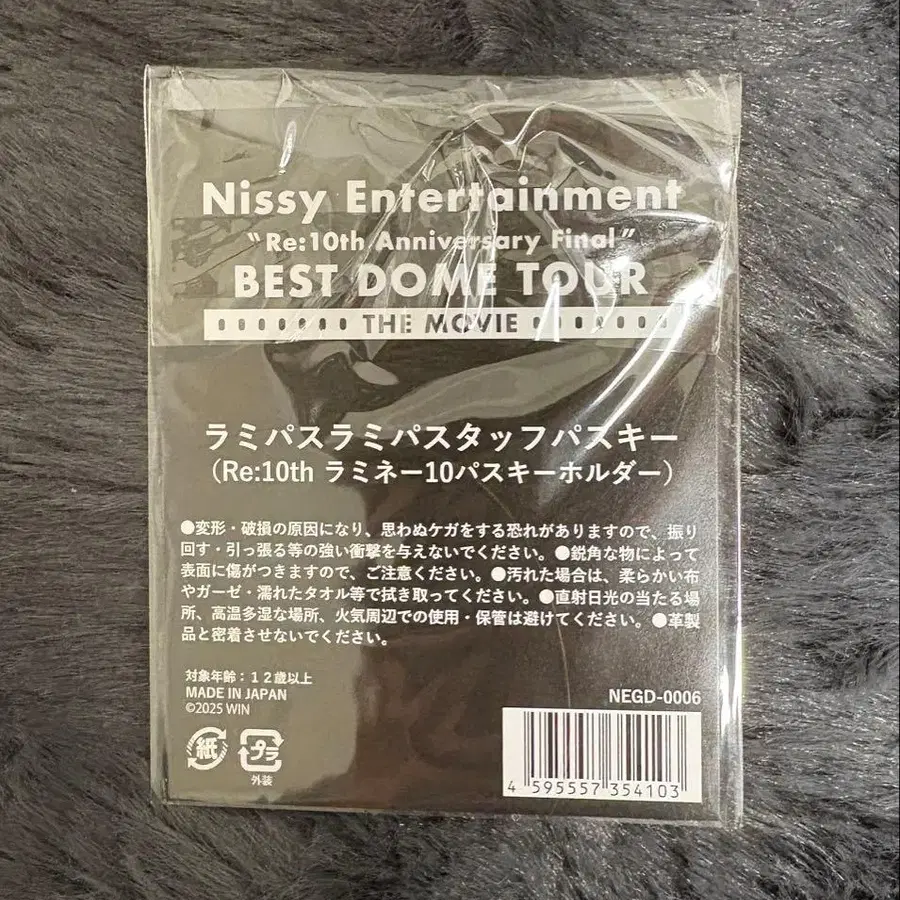 Nissy Entertainment
"Re:10th Anniversary Final"
BEST DOME TOUR
THE MOVIE
ラミパスラミパスタッフパスキー
（Re:10th ラミネー10パスキーホルダー）
●変形・破損の原因になり、思わぬケガをする恐れがありますので、振り
回す・引っ張る等の強い衝撃を与えないでください。●鋭角な物によって
表面に傷がつきますので、ご注意ください。●汚れた場合は、柔らかい布
やガーゼ・濡れたタオル等で拭き取ってください。●直射日光の当たる場
所、高温多湿な場所、火気周辺での使用・保管は避けてください。●革製
品と密着させないでください。
対象年齢：１２歳以上
MADE IN JAPAN
©2025 WIN
NEGD-0006
紙
プラ
外装
4 595557 354103